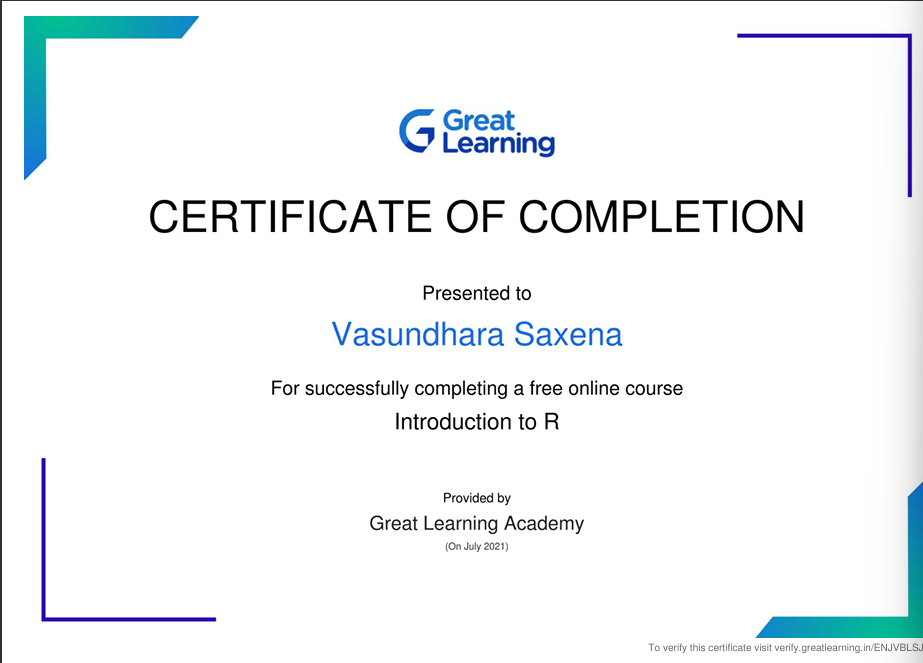 Great
Learning
CERTIFICATE OF COMPLETION
Presented to
Vasundhara Saxena
For successfully completing a free online course
Introduction to R
Provided by
Great Learning Academy
(On July 2021)
To verify this certificate visit verify.greatlearning.in/ENJVBLS